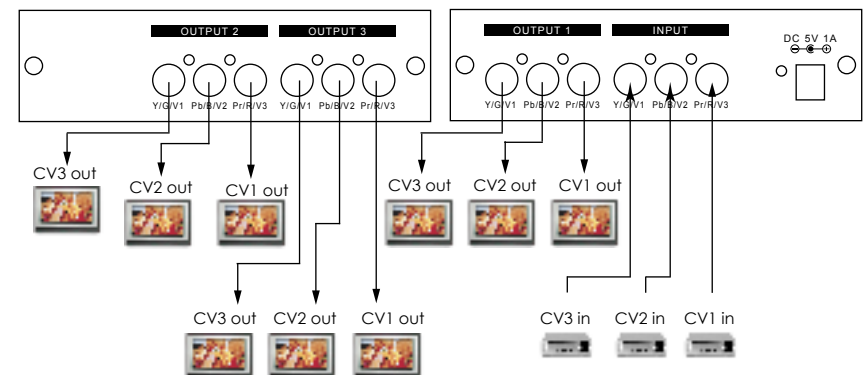 OUTPUT 2 OUTPUT 3
Y/G/V1 Pb/B/V2 Pr/R/V3 Y/G/V1 Pb/B/V2 Pr/R/V3
OUTPUT 1 INPUT
DC 5V 1A
Y/G/V1 Pb/B/V2 Pr/R/V3 Y/G/V1 Pb/B/V2 Pr/R/V3
CV3 out CV2 out CV1 out
CV3 out CV2 out CV1 out
CV3 out CV2 out CV1 out
CV3 in CV2 in CV1 in